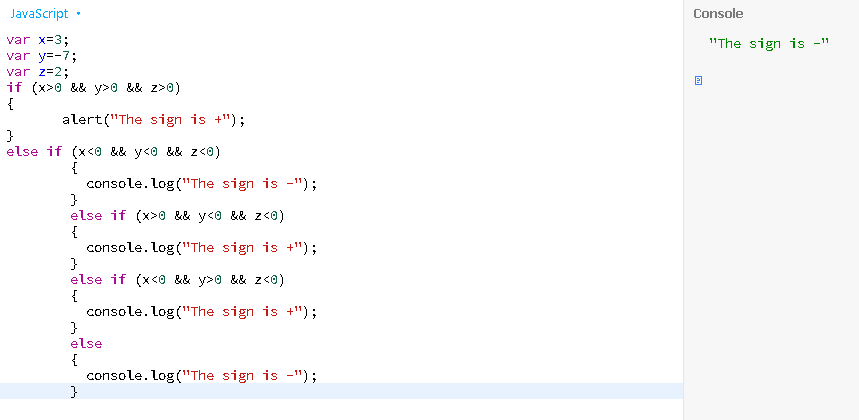 JavaScript
var x=3;
var y=-7;
var z=2;
if (x>0 && y>0 && z>0)
{
alert("The sign is +");
}
else if (x<0 && y<0 && z<0)
{
console.log("The sign is -");
}
else if (x>0 && y<0 && z<0)
{
console.log("The sign is +");
}
else if (x<0 && y>0 && z<0)
{
console.log("The sign is +");
}
else
{
console.log("The sign is -");
}
Console
"The sign is -"